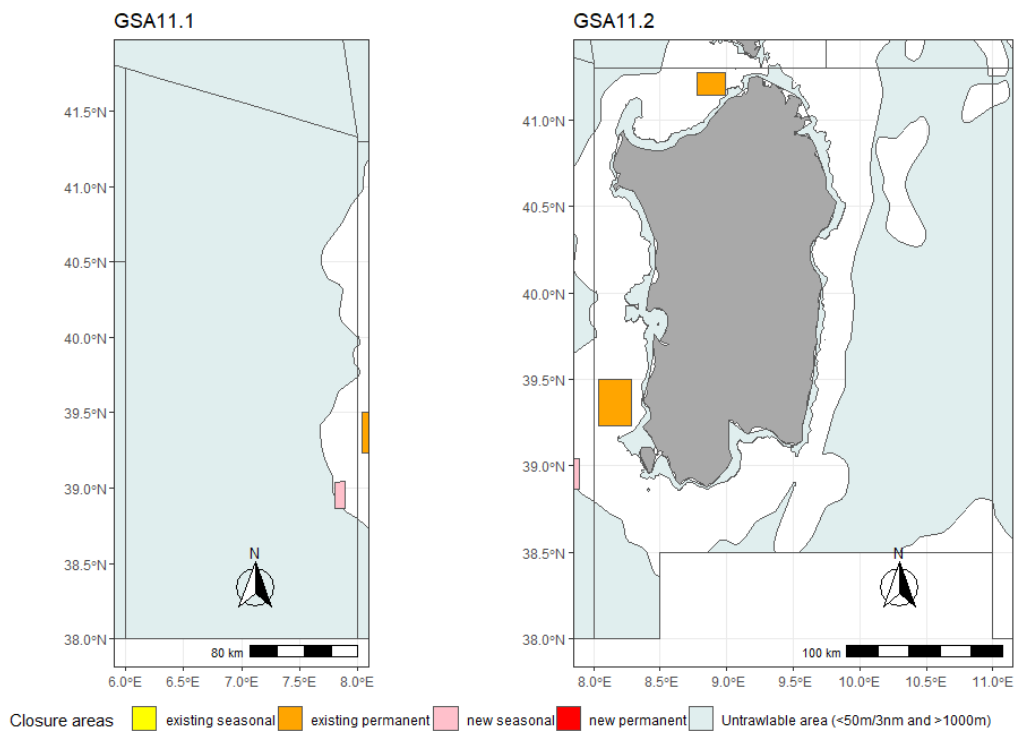 GSA11.1
GSA11.2
41.5°N
41.0°N
40.5°N
40.0°N
39.5°N
39.0°N
38.5°N
38.0°N
N
80 km
6.0°E 6.5°E 7.0°E 7.5°E 8.0°E
41.0°N
40.5°N
40.0°N
39.5°N
39.0°N
38.5°N
38.0°N
N
100 km
8.0°E 8.5°E 9.0°E 9.5°E 10.0°E 10.5°E 11.0°E
Closure areas existing seasonal existing permanent new seasonal new permanent Untrawlable area (<50m/3nm and >1000m)